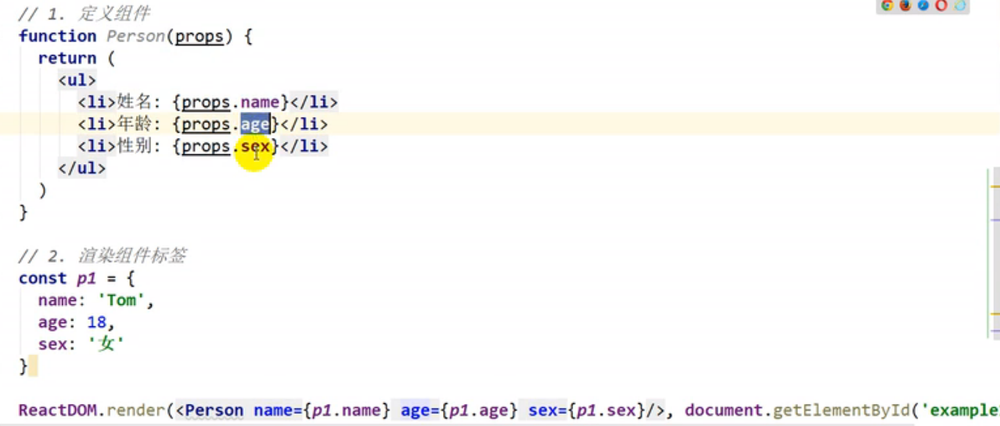 // 1. 定义组件
function Person(props) {
return (
<ul>
<li>姓名: {props.name}</li>
<li>年龄: {props.age}</li>
<li>性别: {props.sex}</li>
</ul>
)
}
// 2. 渲染组件标签
const p1 = {
name: 'Tom',
age: 18,
sex: '女'
}
ReactDOM.render(<Person name={p1.name} age={p1.age} sex={p1.sex}/>, document.getElementById('example